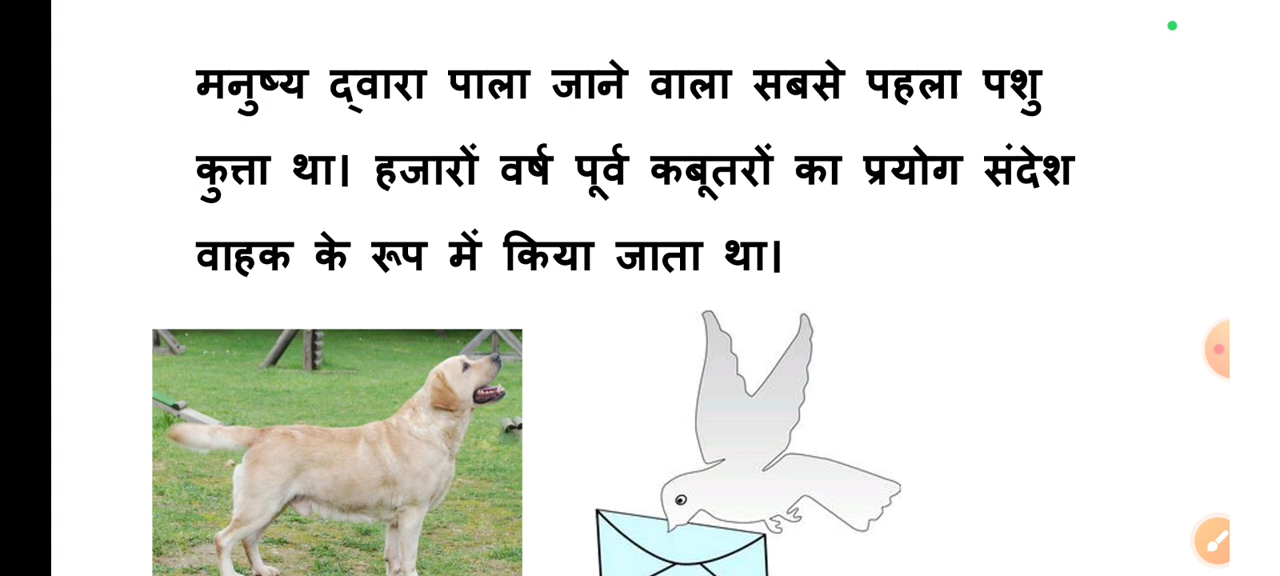 मनुष्य द्वारा पाला जाने वाला सबसे पहला पशु
कुत्ता था। हजारों वर्ष पूर्व कबूतरों का प्रयोग संदेश
वाहक के रूप में किया जाता था।